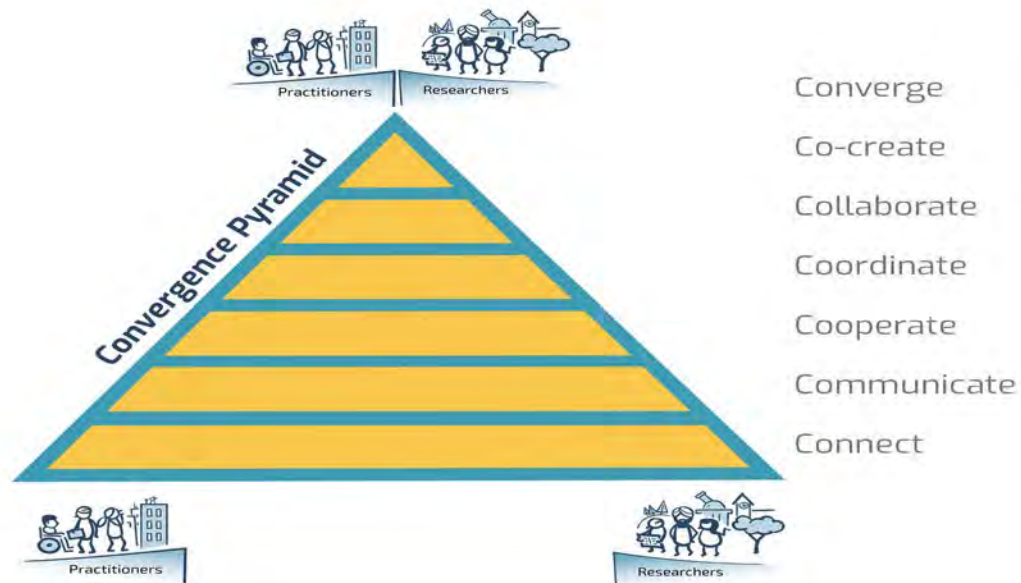 Practitioners
Researchers
Convergence Pyramid
Converge
Co-create
Collaborate
Coordinate
Cooperate
Communicate
Connect
Practitioners
Researchers